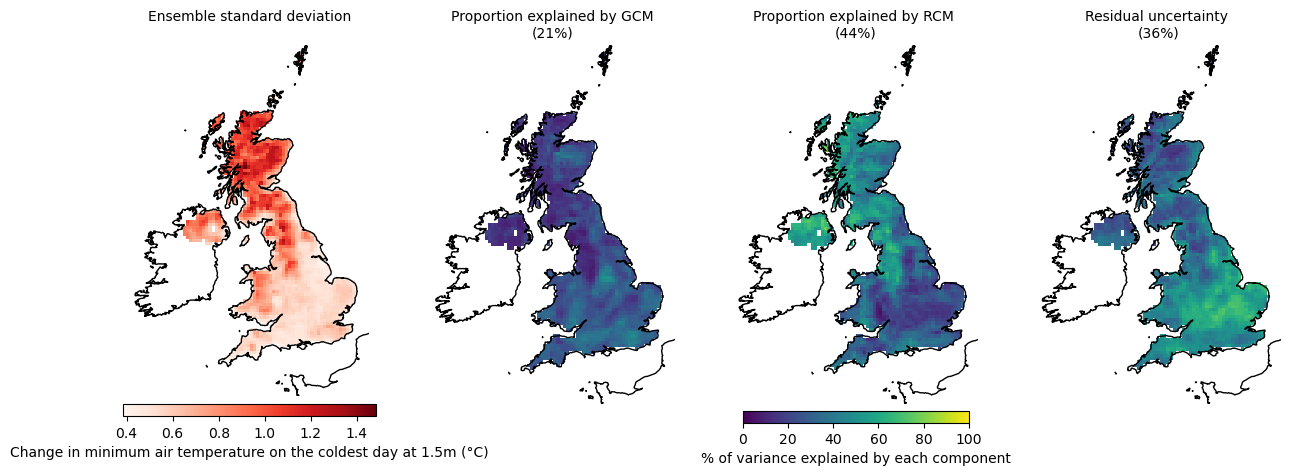 Ensemble standard deviation
Proportion explained by GCM
(21%)
Proportion explained by RCM
(44%)
Residual uncertainty
(36%)
0.4 0.6 0.8 1.0 1.2 1.4
Change in minimum air temperature on the coldest day at 1.5m (°C)
0 20 40 60 80 100
% of variance explained by each component